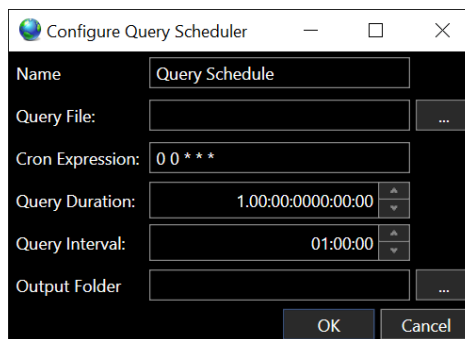 Configure Query Scheduler
Name Query Schedule
Query File: ...
Cron Expression: 0 0 * * *
Query Duration: 1.00:00:0000:00:00
Query Interval: 01:00:00
Output Folder ...
OK Cancel